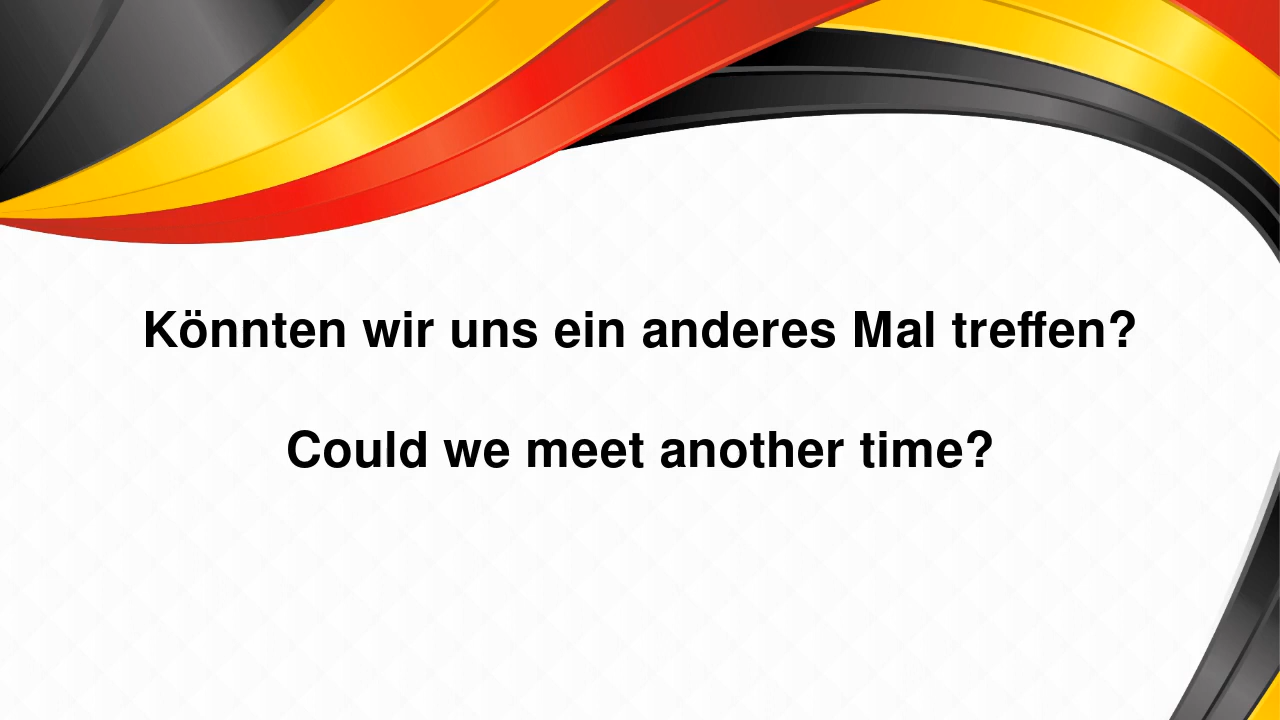 Könnten wir uns ein anderes Mal treffen?
Could we meet another time?